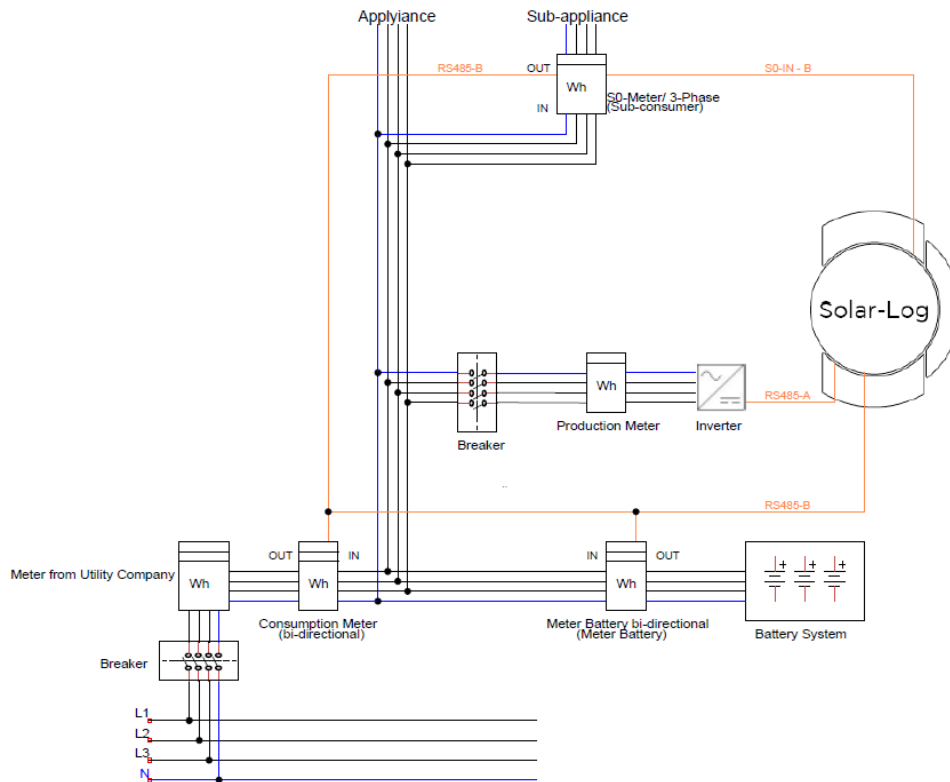 Applyiance
Sub-appliance
RS485-B
OUT
S0-IN - B
Wh
IN
S0-Meter/ 3-Phase
(Sub-consumer)
Solar-Log
Wh
RS485-A
Breaker
Production Meter
Inverter
RS485-B
OUT
IN
IN
OUT
Meter from Utility Company
Wh
Wh
Wh
+
+
+
Consumption Meter
(bi-directional)
Meter Battery bi-directional
(Meter Battery)
Battery System
Breaker
L1
L2
L3
N